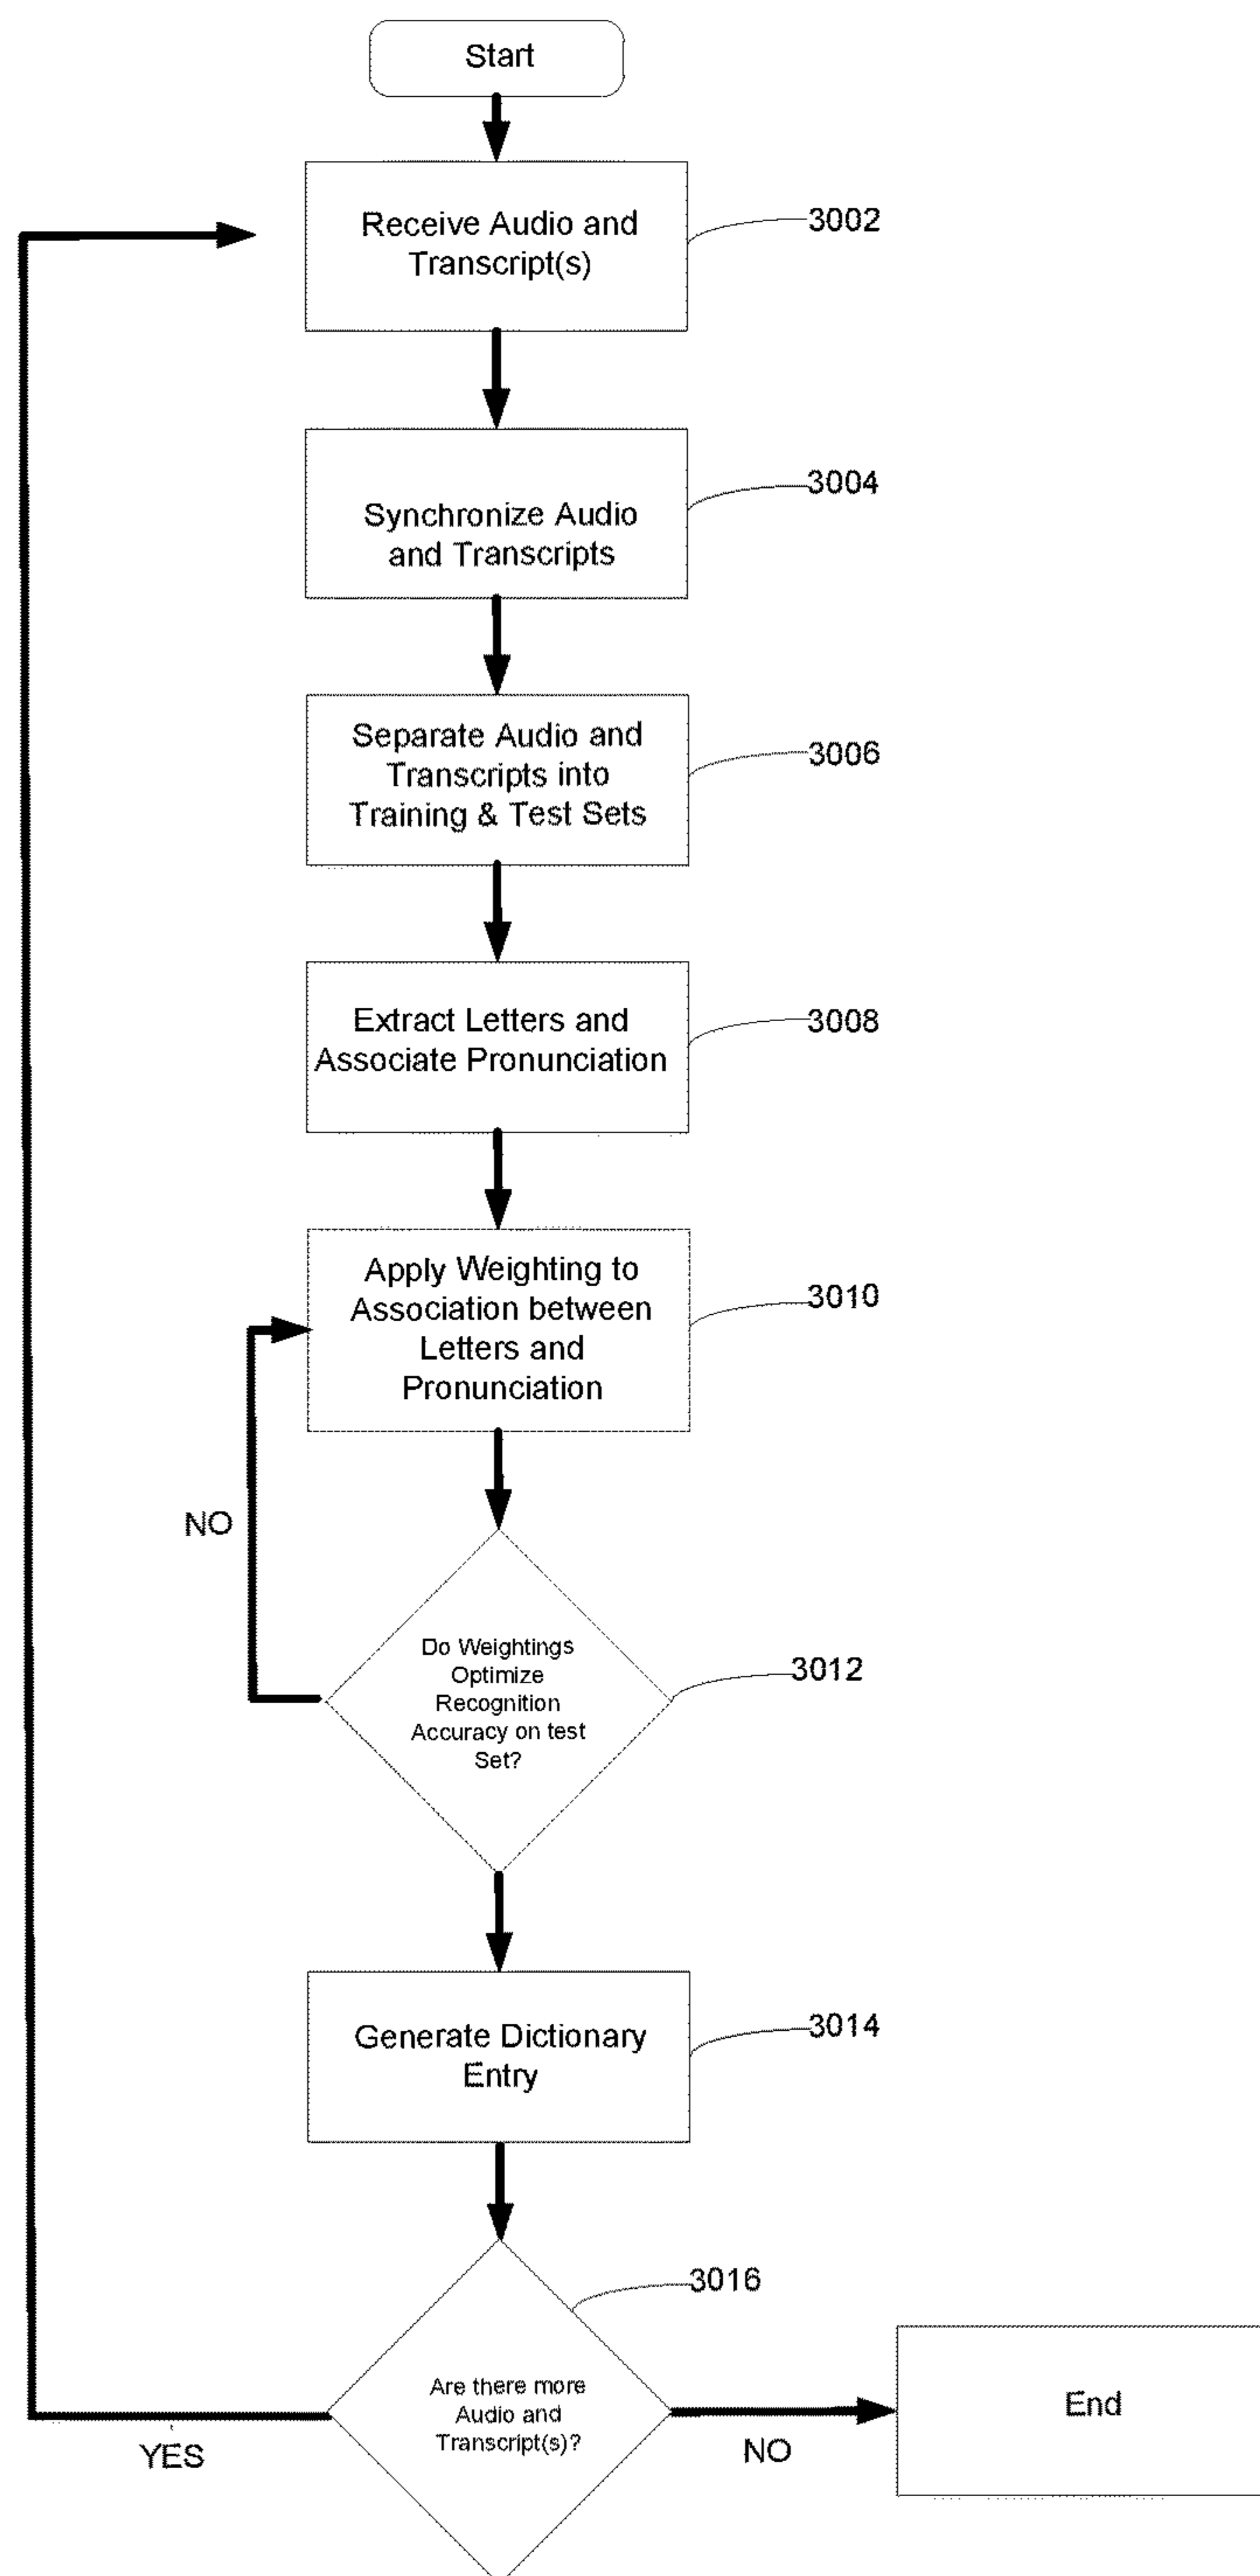 Start
Receive Audio and
Transcript(s)
3002
Synchronize Audio
and Transcripts
3004
Separate Audio and
Transcripts into
Training & Test Sets
3006
Extract Letters and
Associate Pronunciation
3008
Apply Weighting to
Association between
Letters and
Pronunciation
3010
NO
Do Weightings
Optimize
Recognition
Accuracy on test
Set?
3012
Generate Dictionary
Entry
3014
3016
Are there more
Audio and
Transcript(s)?
YES
NO
End